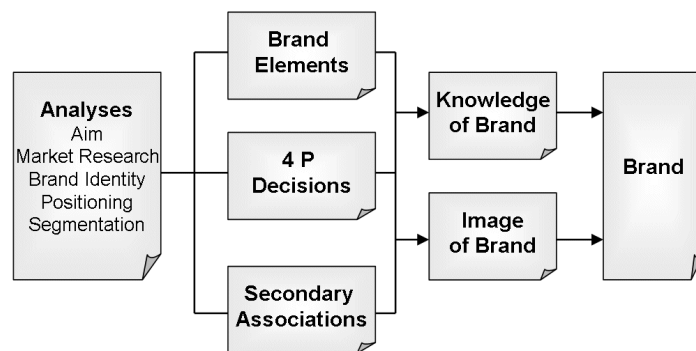 Analyses
Aim
Market Research
Brand Identity
Positioning
Segmentation
Brand
Elements
4 P
Decisions
Secondary
Associations
Knowledge
of Brand
Image
of Brand
Brand